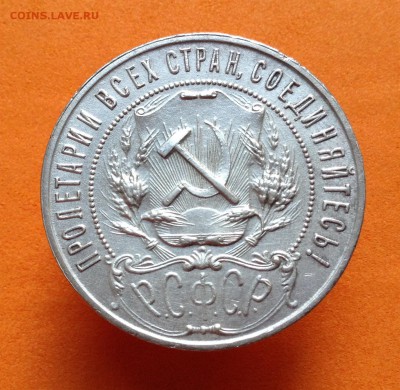 COINS.LAVE.RU
ПРОЛЕТАРИИ ВСЕХ СТРАН, СОЕДИНЯЙТЕСЬ!
Р.С.Ф.С.Р.